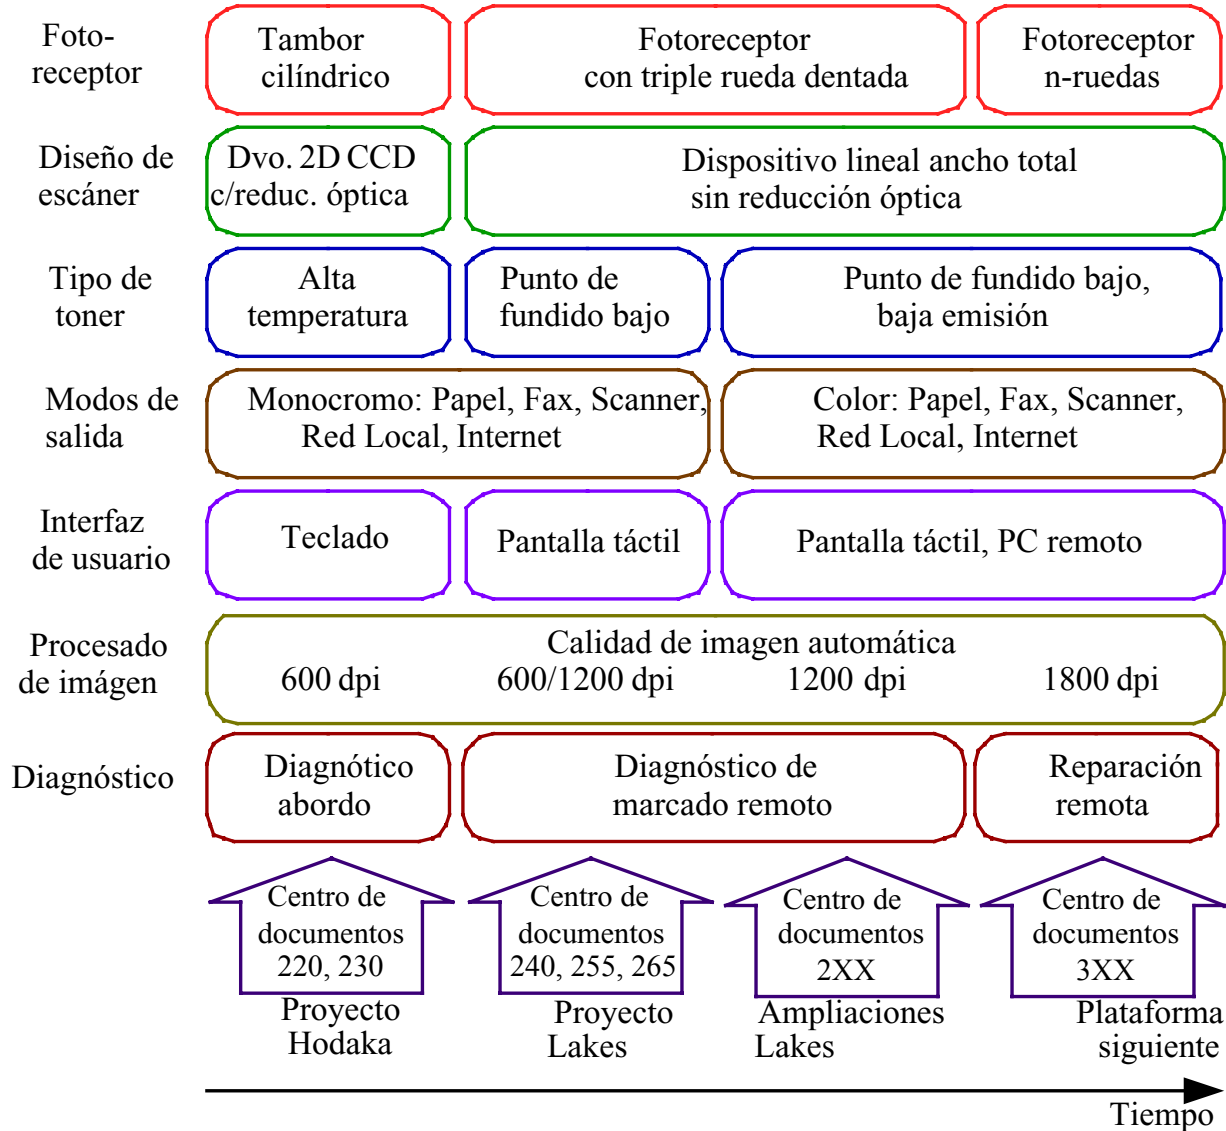 Foto-
receptor
Tambor
cilíndrico
Fotoreceptor
con triple rueda dentada
Fotoreceptor
n-ruedas
Diseño de
escáner
Dvo. 2D CCD
c/reduc. óptica
Dispositivo lineal ancho total
sin reducción óptica
Tipo de
toner
Alta
temperatura
Punto de
fundido bajo
Punto de fundido bajo,
baja emisión
Modos de
salida
Monocromo: Papel, Fax, Scanner,
Red Local, Internet
Color: Papel, Fax, Scanner,
Red Local, Internet
Interfaz
de usuario
Teclado
Pantalla táctil
Pantalla táctil, PC remoto
Procesado
de imágen
Calidad de imagen automática
600 dpi
600/1200 dpi
1200 dpi
1800 dpi
Diagnóstico
Diagnótico
abordo
Diagnóstico de
marcado remoto
Reparación
remota
Centro de
documentos
220, 230
Centro de
documentos
240, 255, 265
Centro de
documentos
2XX
Centro de
documentos
3XX
Proyecto
Hodaka
Proyecto
Lakes
Ampliaciones
Lakes
Plataforma
siguiente
Tiempo